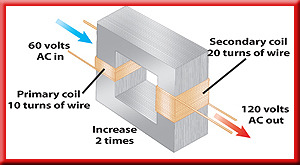 60 volts
AC in
Primary coil
10 turns of wire
Increase
2 times
Secondary coil
20 turns of wire
120 volts
AC out